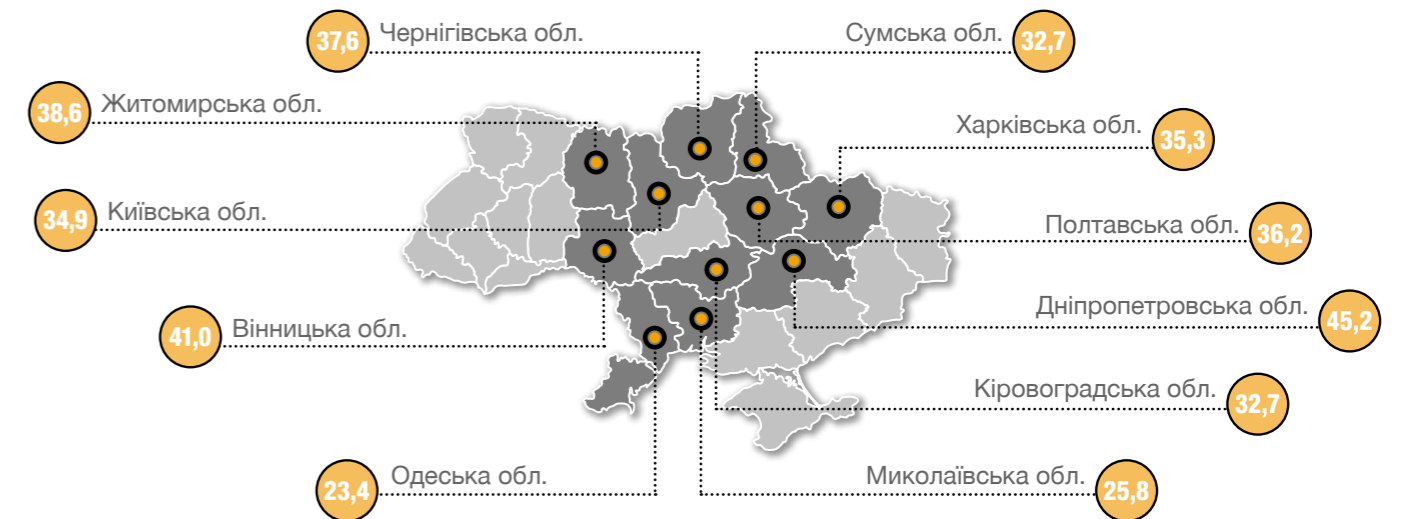 37,6 Чернігівська обл.
Сумська обл. 32,7
38,6 Житомирська обл.
Харківська обл. 35,3
34,9 Київська обл.
Полтавська обл. 36,2
41,0 Вінницька обл.
Дніпропетровська обл. 45,2
Кіровоградська обл. 32,7
23,4 Одеська обл.
Миколаївська обл. 25,8